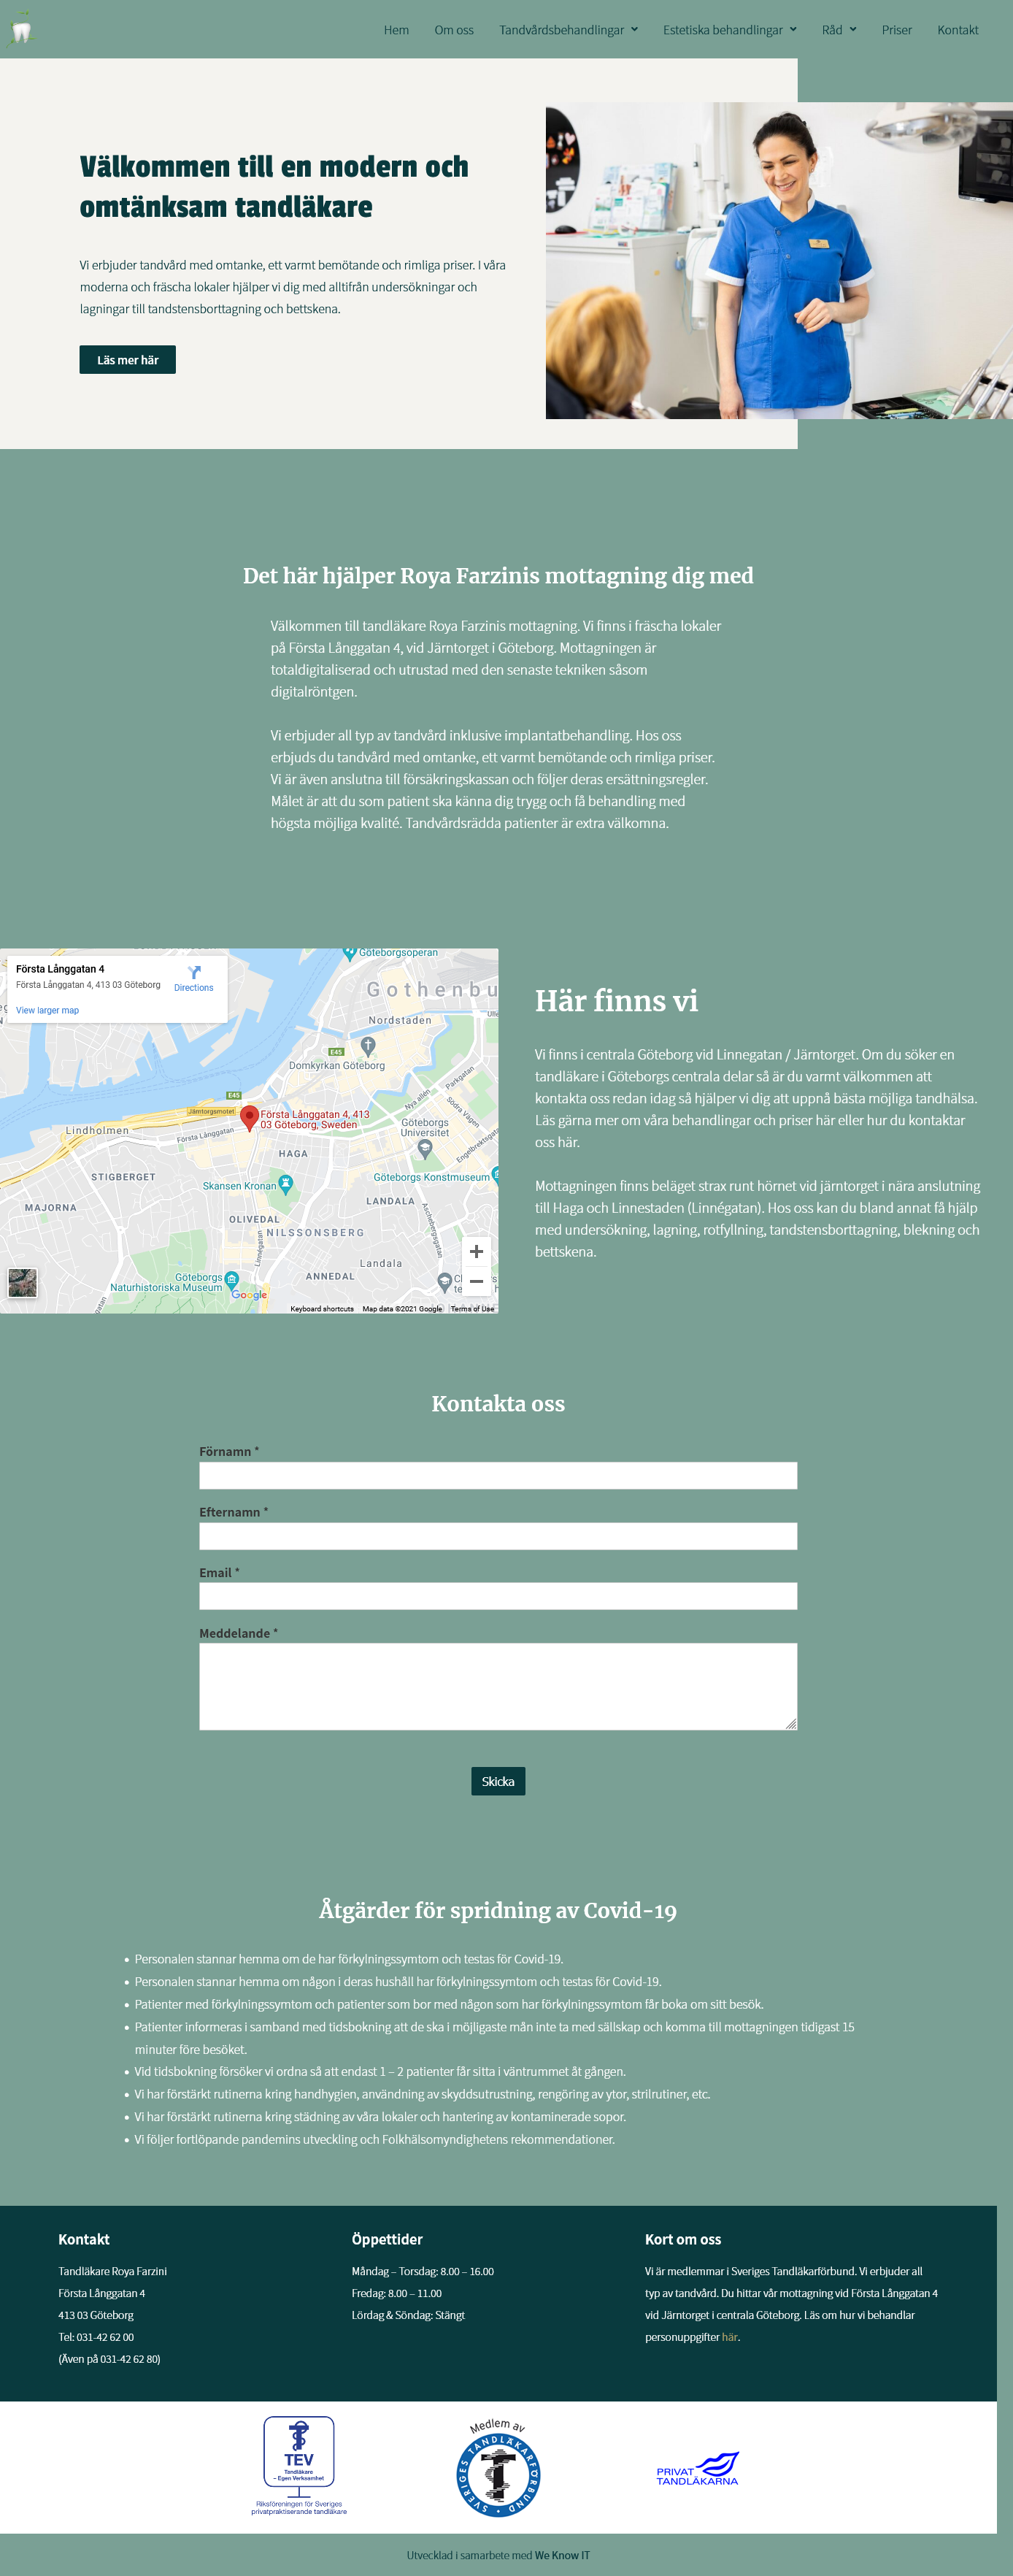 Hem Om oss Tandvårdsbehandlingar Estetiska behandlingar Råd Priser Kontakt
Välkommen till en modern och
omtänksam tandläkare
Vi erbjuder tandvård med omtanke, ett varmt bemötande och rimliga priser. I våra
moderna och fräscha lokaler hjälper vi dig med alltifrån undersökningar och
lagningar till tandstensborttagning och bettskena.
Läs mer här
Det här hjälper Roya Farzinis mottagning dig med
Välkommen till tandläkare Roya Farzinis mottagning. Vi finns i fräscha lokaler
på Första Långgatan 4, vid Järntorget i Göteborg. Mottagningen är
totaldigitaliserad och utrustad med den senaste tekniken såsom
digitalröntgen.
Vi erbjuder all typ av tandvård inklusive implantatbehandling. Hos oss
erbjuds du tandvård med omtanke, ett varmt bemötande och rimliga priser.
Vi är även anslutna till försäkringskassan och följer deras ersättningsregler.
Målet är att du som patient ska känna dig trygg och få behandling med
högsta möjliga kvalité. Tandvårdsrädda patienter är extra välkomna.
Första Långgatan 4
Första Långgatan 4, 413 03 Göteborg
Directions
View larger map
Göteborgsoperan
Gothenbu
Nordstaden
E45
Domkyrkan Göteborg
Parkgatan
E45
Järntorgsmotet
Nya allén
Södra Vägen
Första Långgatan 4, 413
03 Göteborg, Sweden
Lindholmen
Första Långgatan
Göteborgs
Universitet
Engelbrektsgatan
HAGA
STIGBERGET
Göteborgs Konstmuseum
Skansen Kronan
LANDALA
MAJORNA
Aschebergsgatan
OLIVEDAL
NILSSONSBERG
Linnégatan
Landala
ANNEDAL
Göteborgs
Naturhistoriska Museum
Google
Keyboard shortcuts Map data ©2021 Google Terms of Use
Här finns vi
Vi finns i centrala Göteborg vid Linnegatan / Järntorget. Om du söker en
tandläkare i Göteborgs centrala delar så är du varmt välkommen att
kontakta oss redan idag så hjälper vi dig att uppnå bästa möjliga tandhälsa.
Läs gärna mer om våra behandlingar och priser här eller hur du kontaktar
oss här.
Mottagningen finns beläget strax runt hörnet vid järntorget i nära anslutning
till Haga och Linnestaden (Linnégatan). Hos oss kan du bland annat få hjälp
med undersökning, lagning, rotfyllning, tandstensborttagning, blekning och
bettskena.
Kontakta oss
Förnamn *
Efternamn *
Email *
Meddelande *
Skicka
Åtgärder för spridning av Covid-19
• Personalen stannar hemma om de har förkylningssymtom och testas för Covid-19.
• Personalen stannar hemma om någon i deras hushåll har förkylningssymtom och testas för Covid-19.
• Patienter med förkylningssymtom och patienter som bor med någon som har förkylningssymtom får boka om sitt besök.
• Patienter informeras i samband med tidsbokning att de ska i möjligaste mån inte ta med sällskap och komma till mottagningen tidigast 15
minuter före besöket.
• Vid tidsbokning försöker vi ordna så att endast 1 – 2 patienter får sitta i väntrummet åt gången.
• Vi har förstärkt rutinerna kring handhygien, användning av skyddsutrustning, rengöring av ytor, strilrutiner, etc.
• Vi har förstärkt rutinerna kring städning av våra lokaler och hantering av kontaminerade sopor.
• Vi följer fortlöpande pandemins utveckling och Folkhälsomyndighetens rekommendationer.
Kontakt
Tandläkare Roya Farzini
Första Långgatan 4
413 03 Göteborg
Tel: 031-42 62 00
(Även på 031-42 62 80)
Öppettider
Måndag – Torsdag: 8.00 – 16.00
Fredag: 8.00 – 11.00
Lördag & Söndag: Stängt
Kort om oss
Vi är medlemmar i Sveriges Tandläkarförbund. Vi erbjuder all
typ av tandvård. Du hittar vår mottagning vid Första Långgatan 4
vid Järntorget i centrala Göteborg. Läs om hur vi behandlar
personuppgifter här.
TEV
Tandläkare
– Egen Verksamhet
Riksföreningen för Sveriges
privatpraktiserande tandläkare
Medlem av
SVERIGES TANDLÄKARFÖRBUND
PRIVAT
TANDLÄKARNA
Utvecklad i samarbete med We Know IT